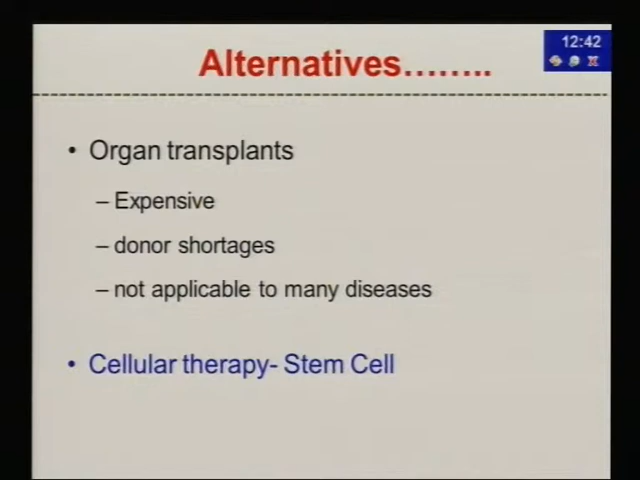 12:42
Alternatives……..
• Organ transplants
– Expensive
– donor shortages
– not applicable to many diseases
• Cellular therapy- Stem Cell